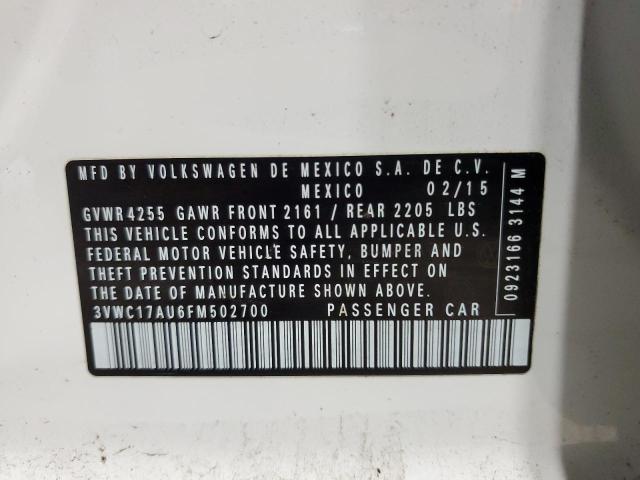 MFD BY VOLKSWAGEN DE MEXICO S.A. DE C.V.
MEXICO 02/15
GVWR 4255 GAWR FRONT 2161 / REAR 2205 LBS
THIS VEHICLE CONFORMS TO ALL APPLICABLE U.S.
FEDERAL MOTOR VEHICLE SAFETY, BUMPER AND
THEFT PREVENTION STANDARDS IN EFFECT ON
THE DATE OF MANUFACTURE SHOWN ABOVE.
3VWC17AU6FM502700 PASSENGER CAR
0923166 3144 M